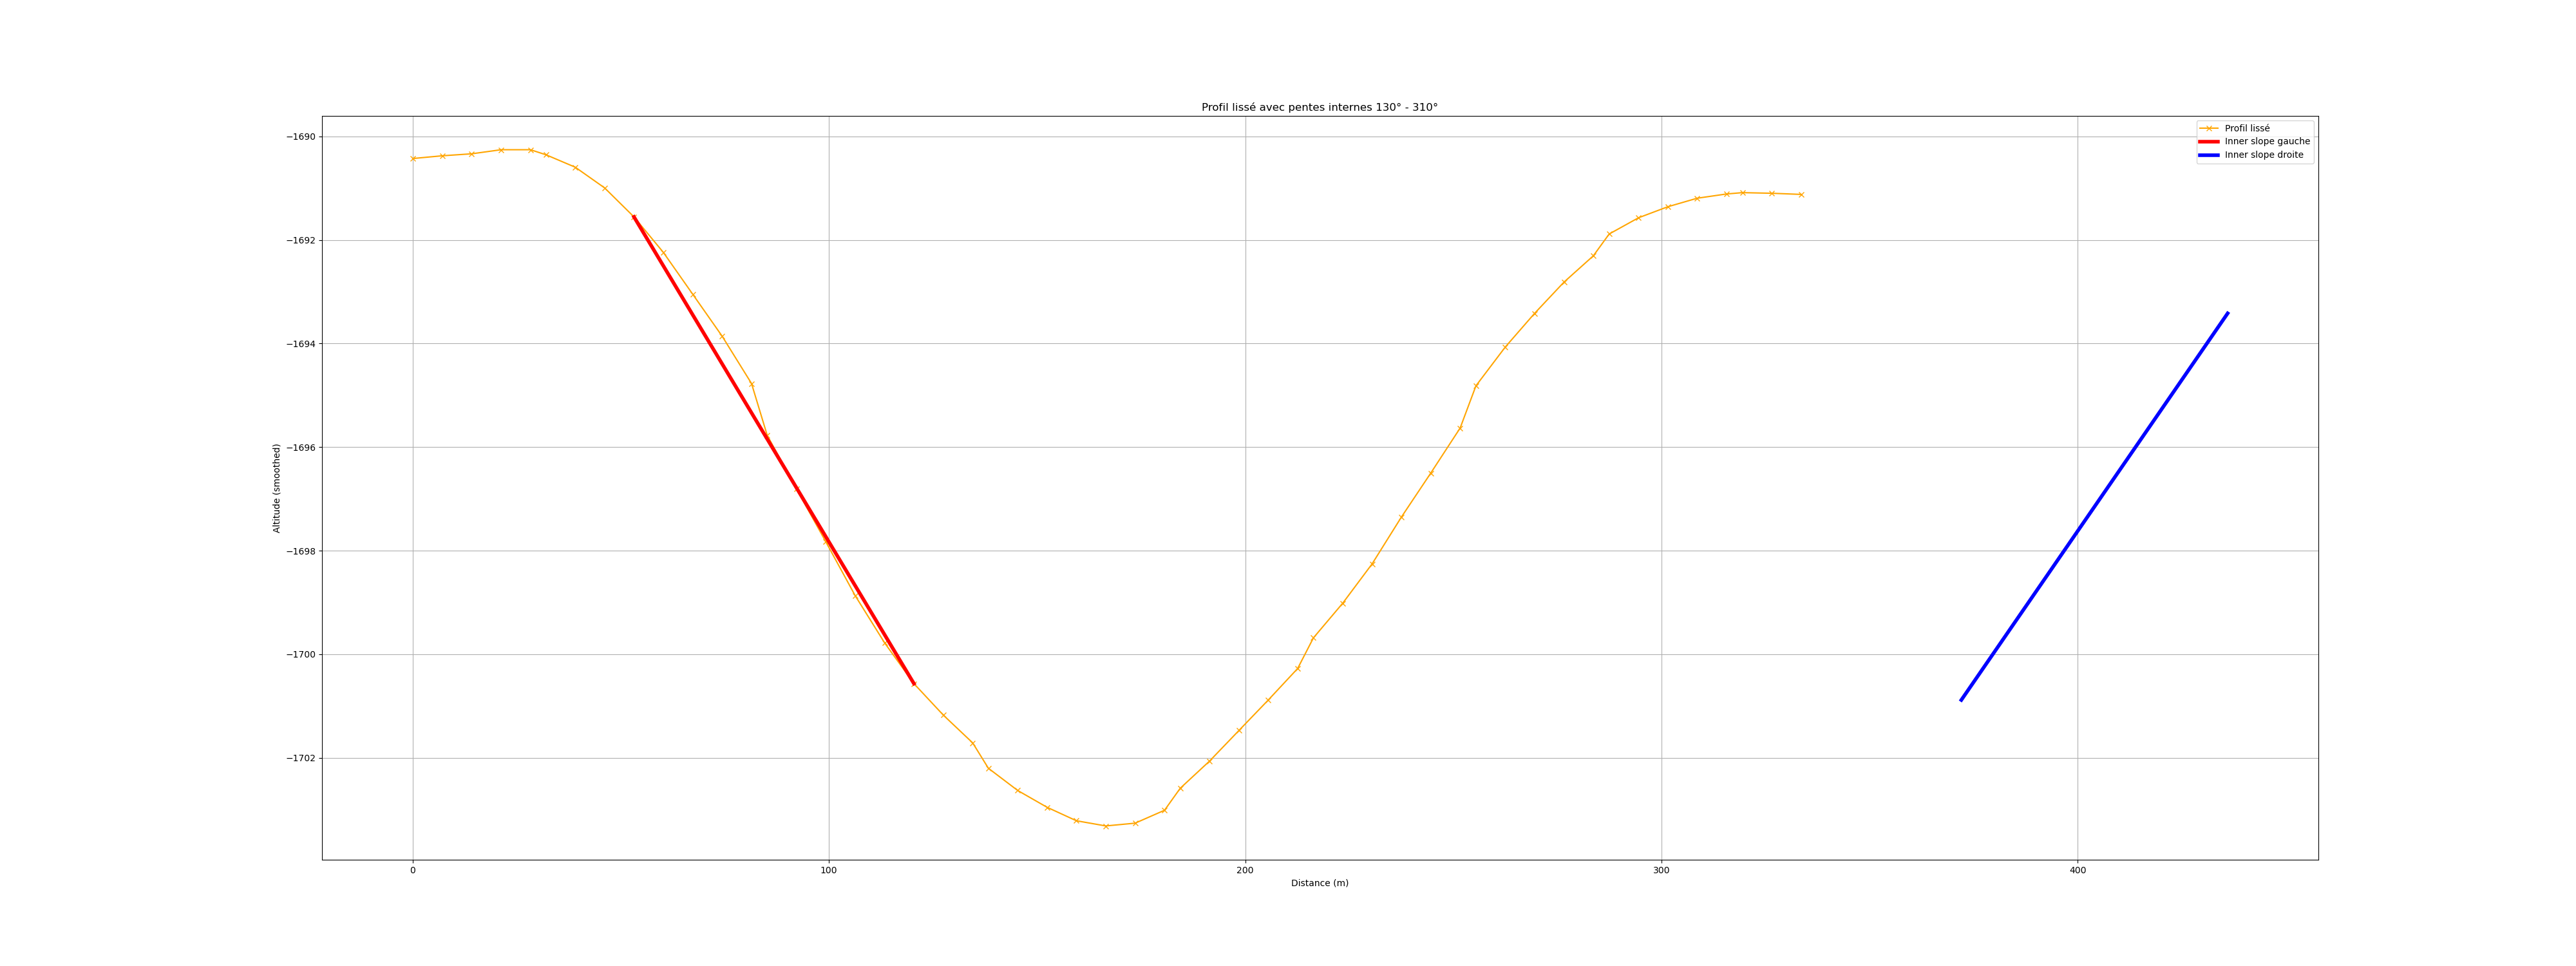 Profil lissé avec pentes internes 130° - 310°
Profil lissé
Inner slope gauche
Inner slope droite
Altitude (smoothed)
−1690
−1692
−1694
−1696
−1698
−1700
−1702
0
100
200
300
400
Distance (m)